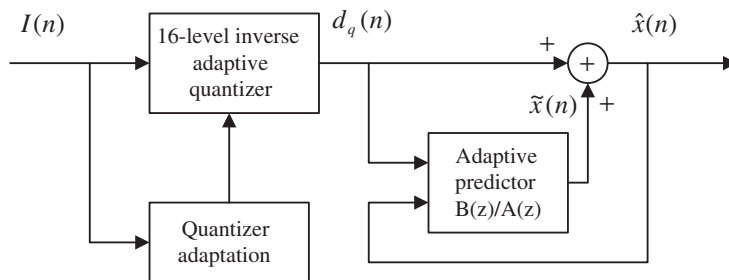 I(n)
16-level inverse
adaptive
quantizer
d_q(n)
+
+
x̂(n)
x̃(n)
+
Adaptive
predictor
B(z)/A(z)
Quantizer
adaptation